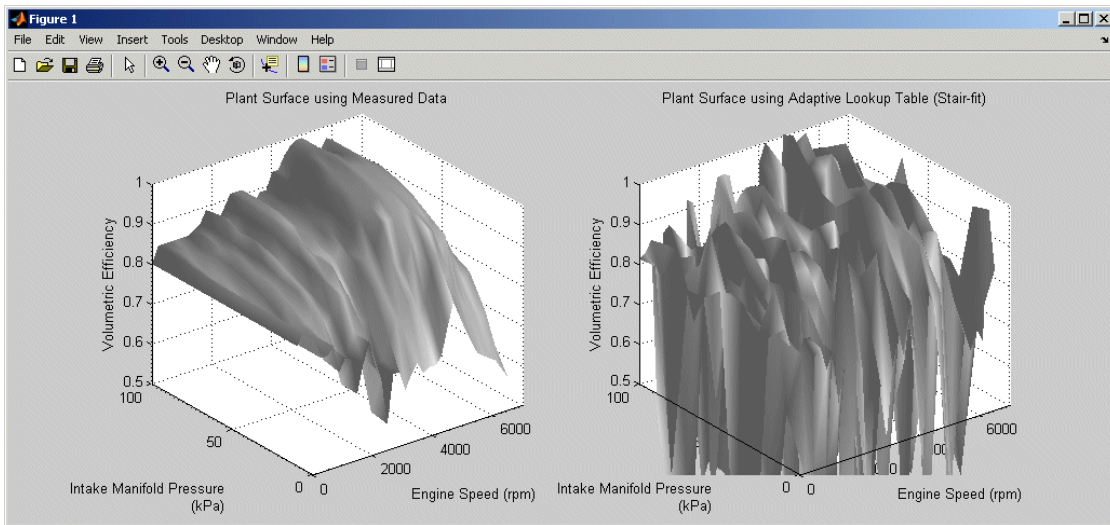 Figure 1
File Edit View Insert Tools Desktop Window Help
Plant Surface using Measured Data
1
0.9
0.8
0.7
0.6
0.5
Volumetric Efficiency
100
50
0
Intake Manifold Pressure
(kPa)
0
2000
4000
6000
Engine Speed (rpm)
Plant Surface using Adaptive Lookup Table (Stair-fit)
1
0.9
0.8
0.7
0.6
0.5
Volumetric Efficiency
100
0
Intake Manifold Pressure
(kPa)
0
6000
Engine Speed (rpm)